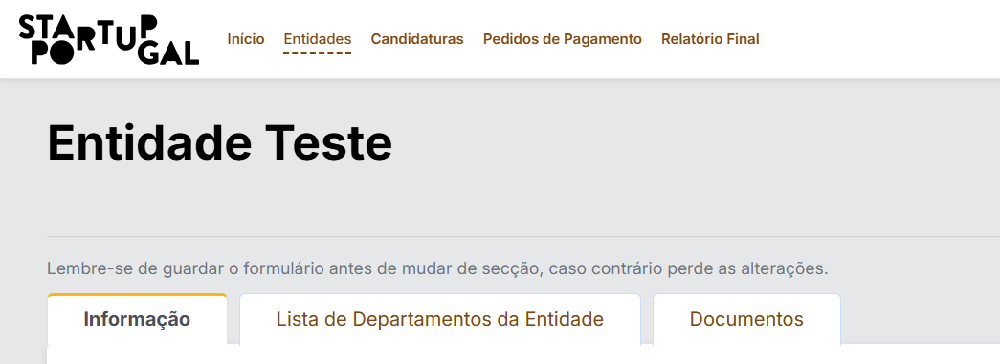 STARTUP
PORTUGAL
Início Entidades Candidaturas Pedidos de Pagamento Relatório Final
Entidade Teste
Lembre-se de guardar o formulário antes de mudar de secção, caso contrário perde as alterações.
Informação Lista de Departamentos da Entidade Documentos